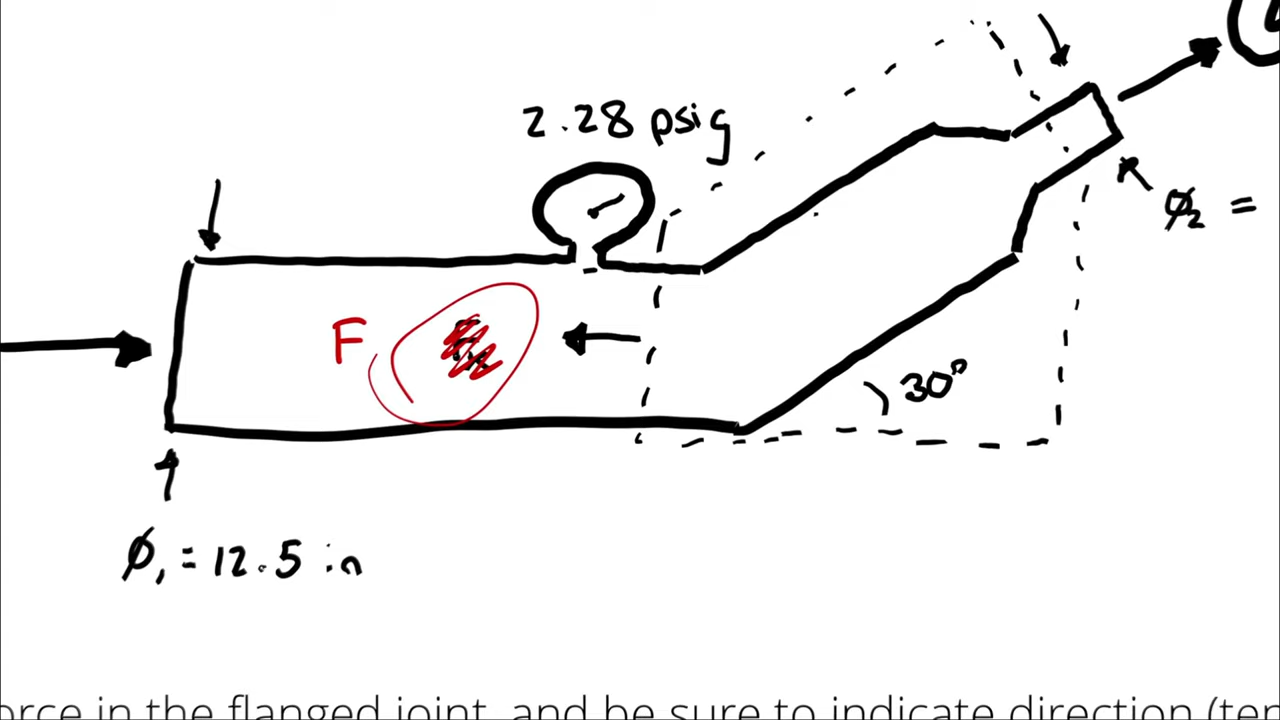 2.28 psig
F
30°
ϕ₂ =
ϕ₁ = 12.5 in
orce in the flanged joint, and be sure to indicate direction (ten